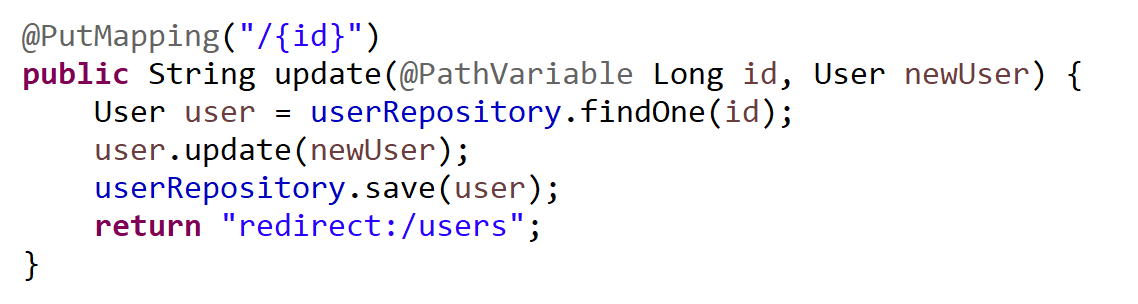 @PutMapping("/{id}")
public String update(@PathVariable Long id, User newUser) {
    User user = userRepository.findOne(id);
    user.update(newUser);
    userRepository.save(user);
    return "redirect:/users";
}